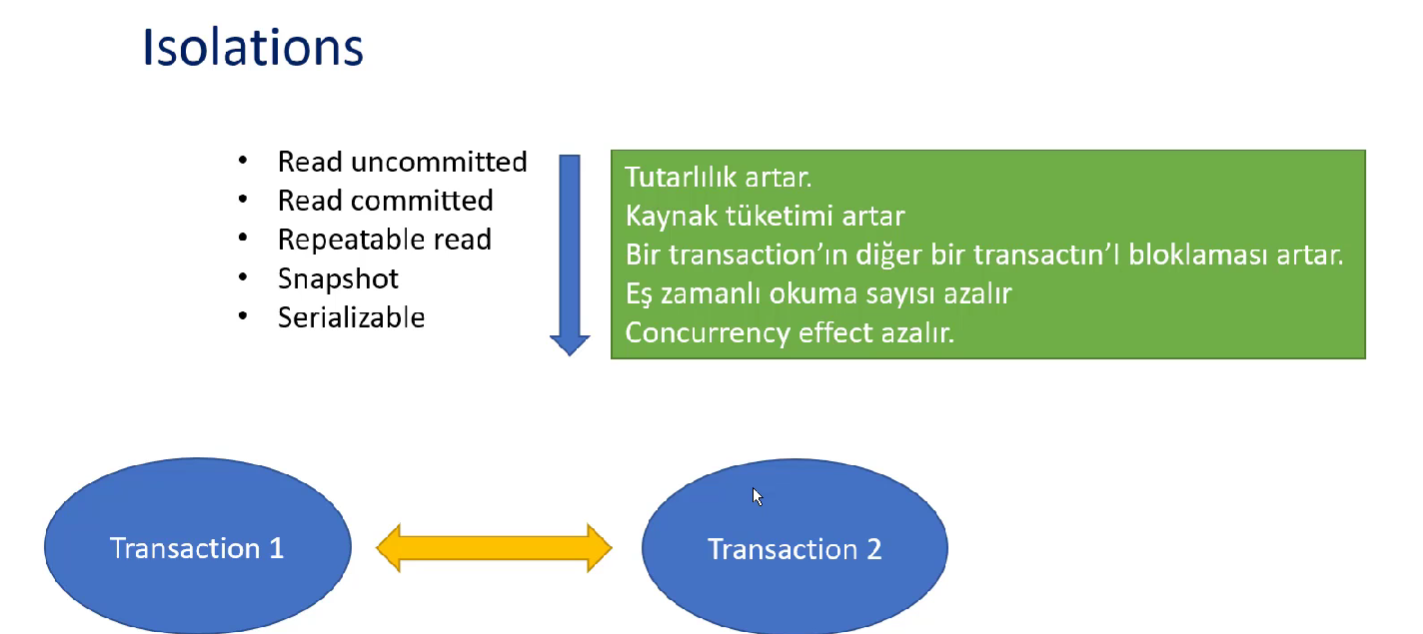 Isolations
• Read uncommitted
• Read committed
• Repeatable read
• Snapshot
• Serializable
Tutarlılık artar.
Kaynak tüketimi artar
Bir transaction’ın diğer bir transactın’I bloklaması artar.
Eş zamanlı okuma sayısı azalır
Concurrency effect azalır.
Transaction 1
Transaction 2